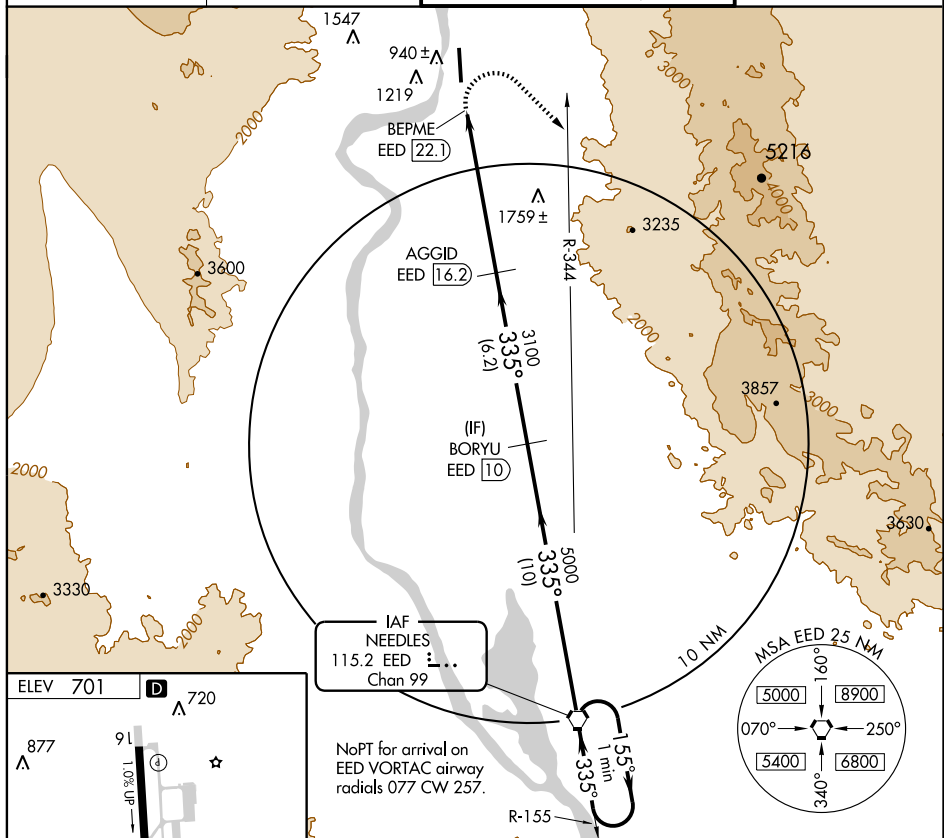 1547
940 ±
1219
2000
3000
BEPME
EED 22.1
5216
4000
1759 ±
R-344
3235
AGGID
EED 16.2
3600
2000
3100
335°
(6.2)
3857
3000
(IF)
BORYU
EED 10
2000
3630
5000
335°
(10)
3330
2000
IAF
NEEDLES
115.2 EED
Chan 99
10 NM
MSA EED 25 NM
160°
5000
8900
070°
250°
5400
6800
340°
ELEV 701
D
720
877
16
1.0% UP
P
NoPT for arrival on
EED VORTAC airway
radials 077 CW 257.
155°
1 min
335°
R-155